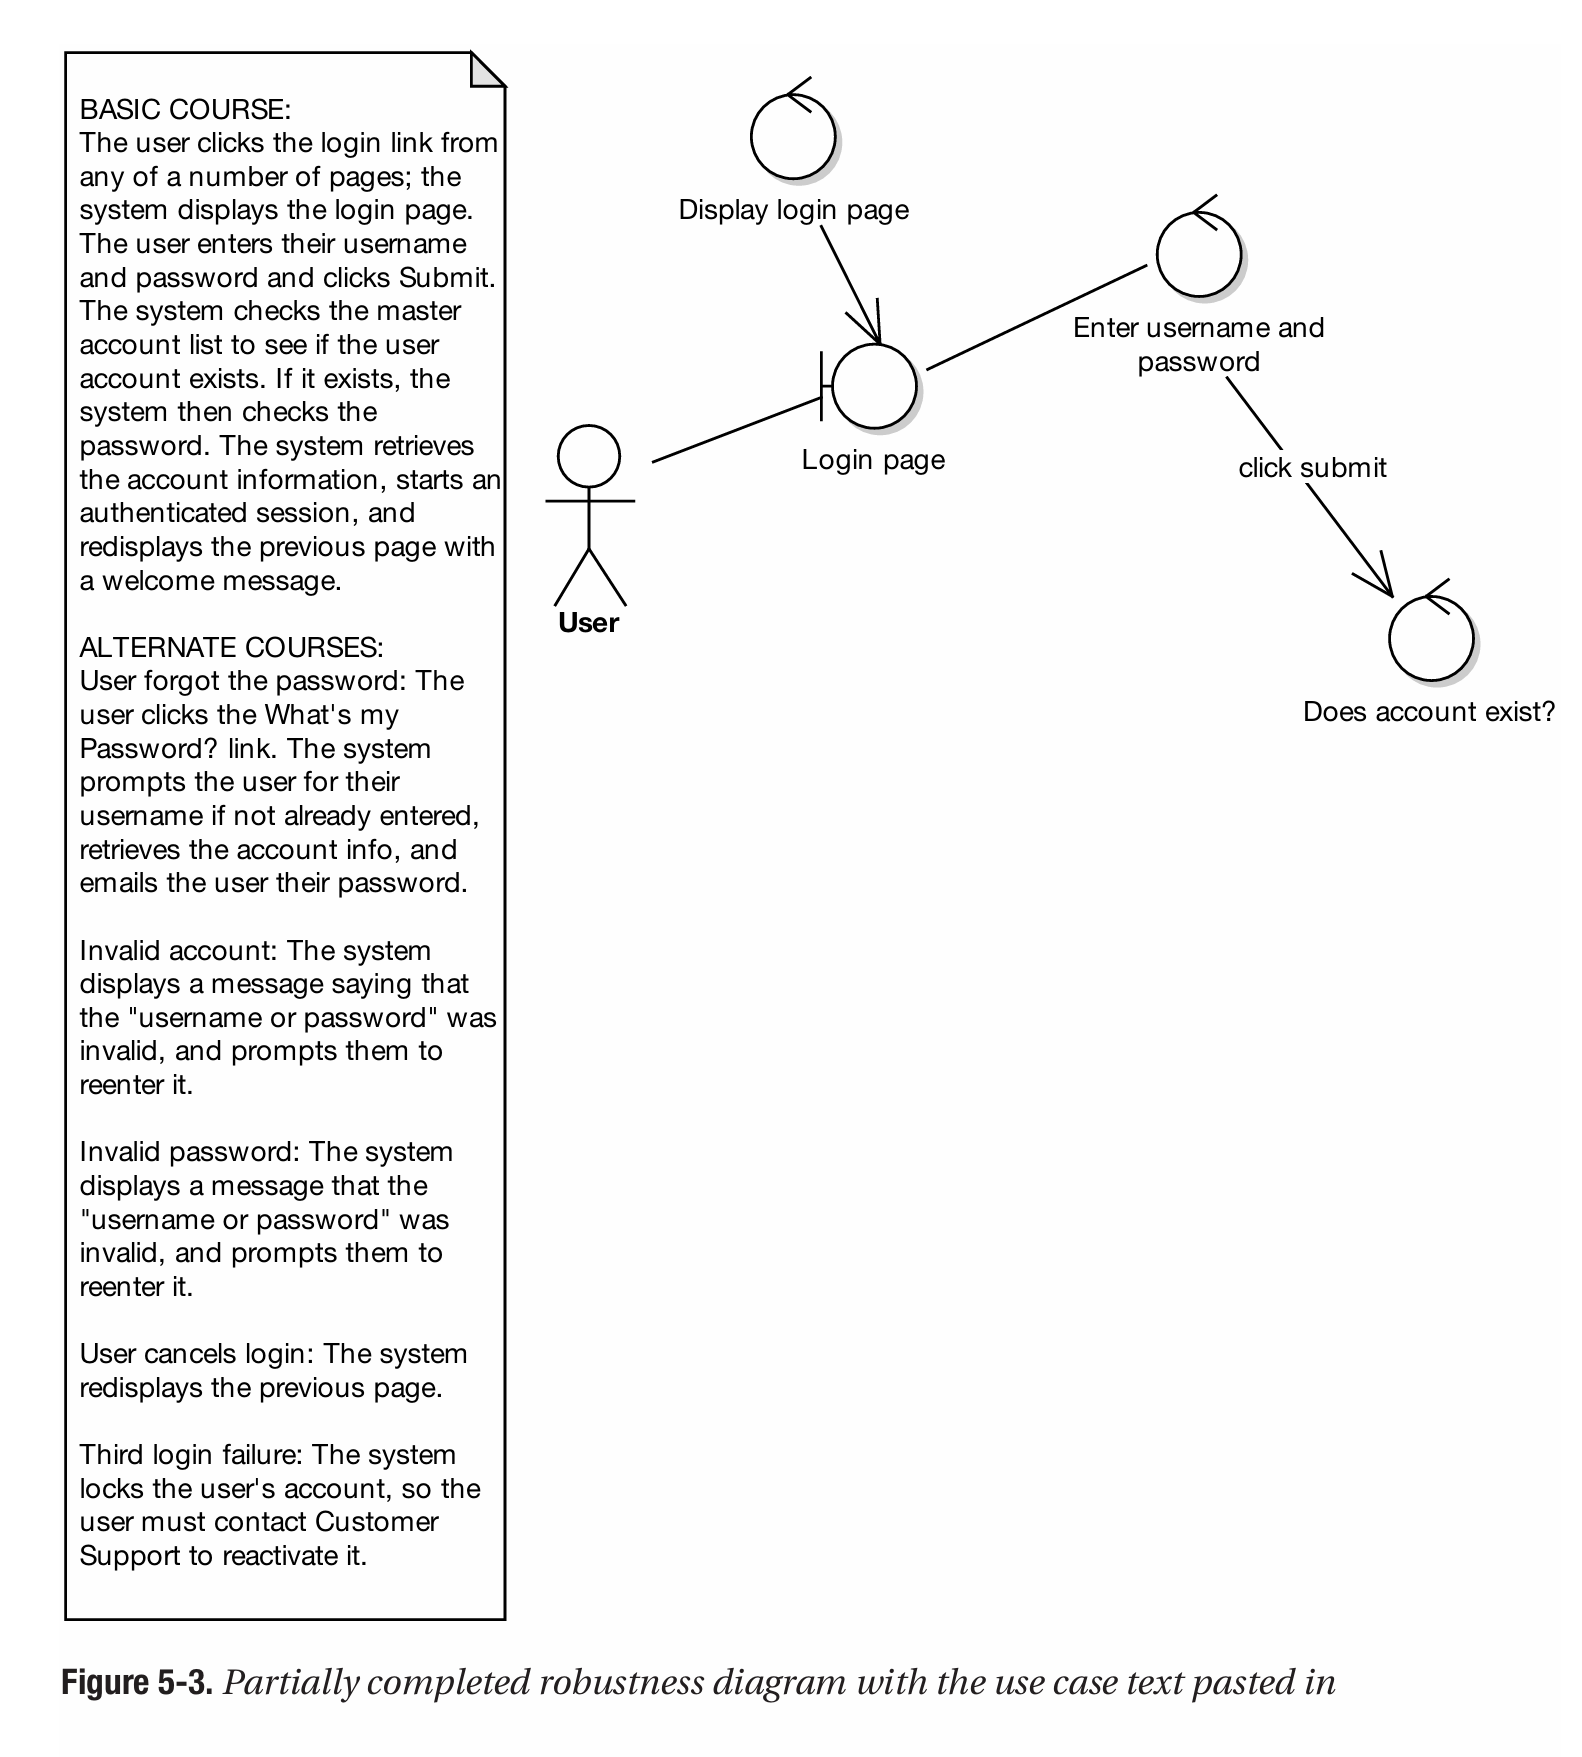 BASIC COURSE:
The user clicks the login link from
any of a number of pages; the
system displays the login page.
The user enters their username
and password and clicks Submit.
The system checks the master
account list to see if the user
account exists. If it exists, the
system then checks the
password. The system retrieves
the account information, starts an
authenticated session, and
redisplays the previous page with
a welcome message.
ALTERNATE COURSES:
User forgot the password: The
user clicks the What's my
Password? link. The system
prompts the user for their
username if not already entered,
retrieves the account info, and
emails the user their password.
Invalid account: The system
displays a message saying that
the "username or password" was
invalid, and prompts them to
reenter it.
Invalid password: The system
displays a message that the
"username or password" was
invalid, and prompts them to
reenter it.
User cancels login: The system
redisplays the previous page.
Third login failure: The system
locks the user's account, so the
user must contact Customer
Support to reactivate it.
Display login page
Enter username and
password
Login page
click submit
User
Does account exist?
Figure 5-3. Partially completed robustness diagram with the use case text pasted in